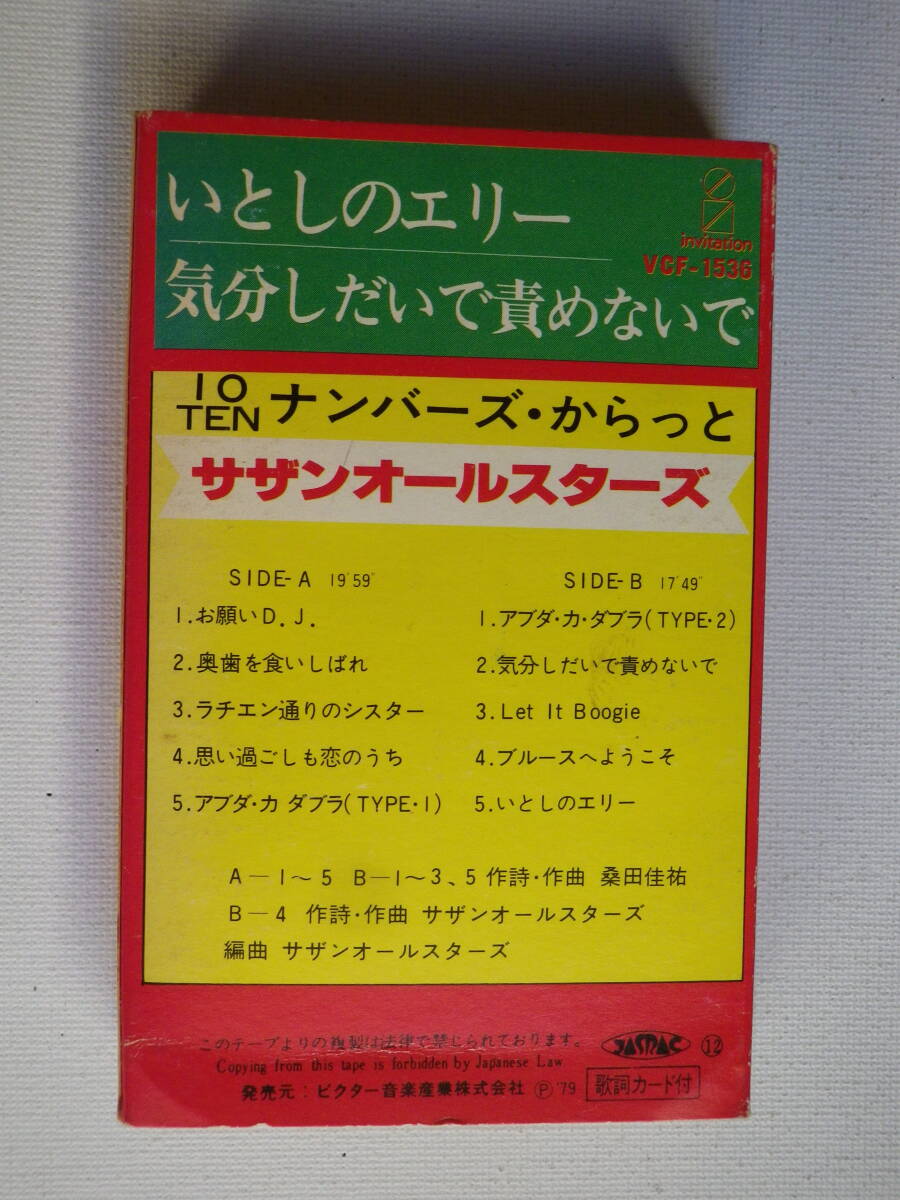 いとしのエリー
気分しだいで責めないで
invitation
VCF-1536
10
TEN ナンバーズ・からっと
サザンオールスターズ
SIDE-A 19'59"
1.お願いD.J.
2.奥歯を食いしばれ
3.ラチエン通りのシスター
4.思い過ごしも恋のうち
5.アブダ・カ ダブラ(TYPE・1)
SIDE-B 17'49"
1.アブダ・カ・ダブラ(TYPE・2)
2.気分しだいで責めないで
3.Let It Boogie
4.ブルースへようこそ
5.いとしのエリー
A－1～5 B－1～3、5 作詩・作曲 桑田佳祐
B－4 作詩・作曲 サザンオールスターズ
編曲 サザンオールスターズ
このテープよりの複製は法律で禁じられております。
Copying from this tape is forbidden by Japanese Law
発売元：ビクター音楽産業株式会社 Ⓟ'79
JASRAC ⑫
歌詞カード付